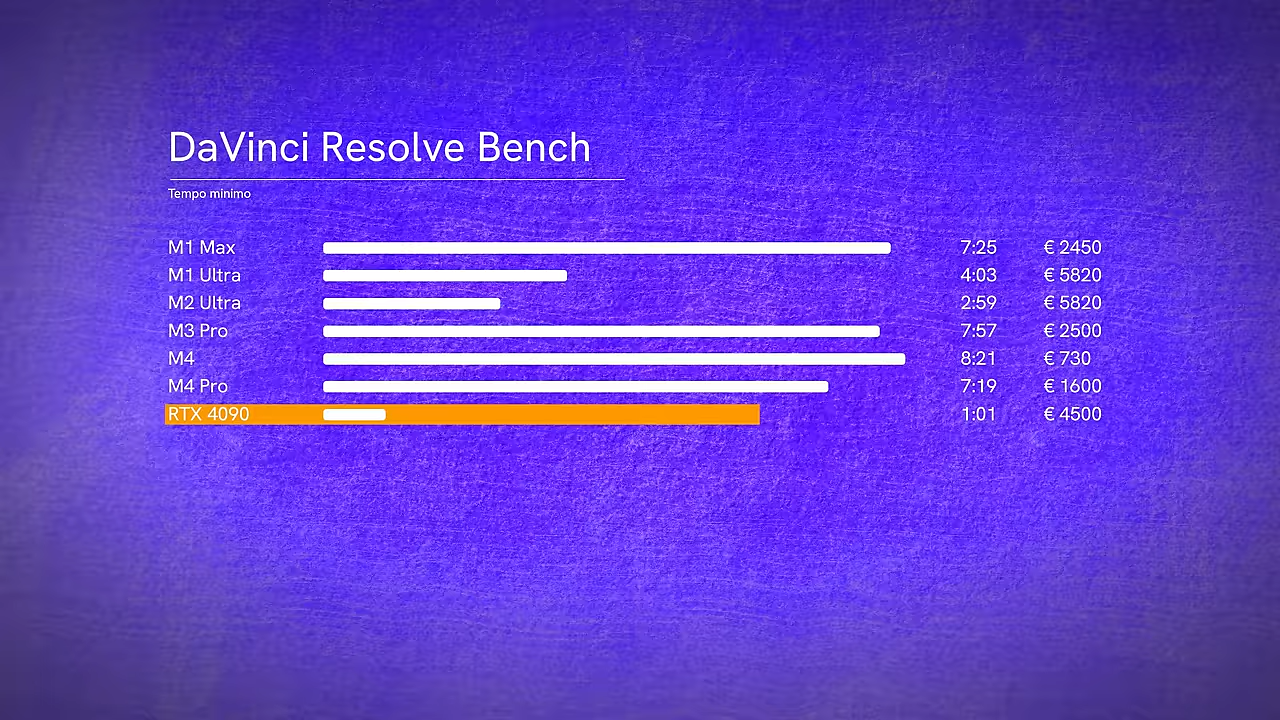 DaVinci Resolve Bench
Tempo minimo
M1 Max 7:25 € 2450
M1 Ultra 4:03 € 5820
M2 Ultra 2:59 € 5820
M3 Pro 7:57 € 2500
M4 8:21 € 730
M4 Pro 7:19 € 1600
RTX 4090 1:01 € 4500